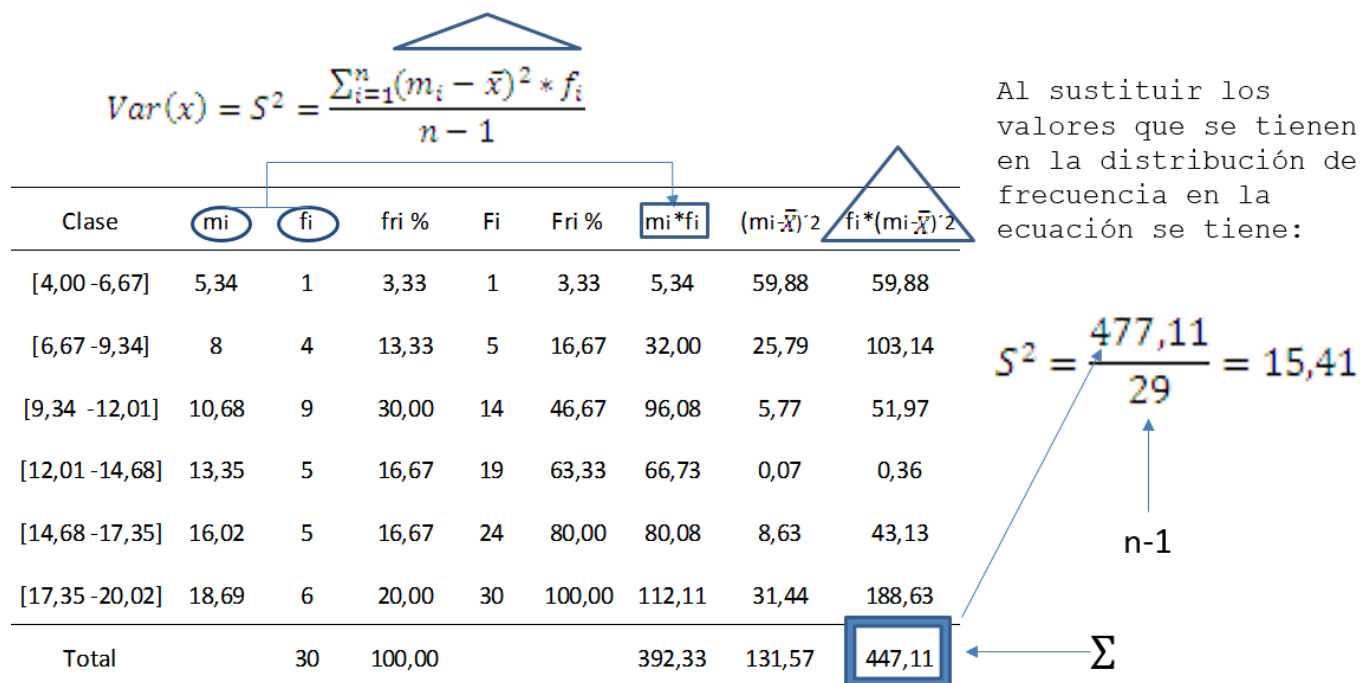 Var(x) = S² = \frac{\sum_{i=1}^{n}(m_i - \bar{x})^2 * f_i}{n - 1}
Al sustituir los
valores que se tienen
en la distribución de
frecuencia en la
ecuación se tiene:
Clase mi fi fri % Fi Fri % mi*fi (mi-x̄)´2 fi*(mi-x̄)´2
[4,00 -6,67] 5,34 1 3,33 1 3,33 5,34 59,88 59,88
[6,67 -9,34] 8 4 13,33 5 16,67 32,00 25,79 103,14
[9,34 -12,01] 10,68 9 30,00 14 46,67 96,08 5,77 51,97
[12,01 -14,68] 13,35 5 16,67 19 63,33 66,73 0,07 0,36
[14,68 -17,35] 16,02 5 16,67 24 80,00 80,08 8,63 43,13
[17,35 -20,02] 18,69 6 20,00 30 100,00 112,11 31,44 188,63
Total 30 100,00 392,33 131,57 447,11
S² = \frac{477,11}{29} = 15,41
n-1
Σ